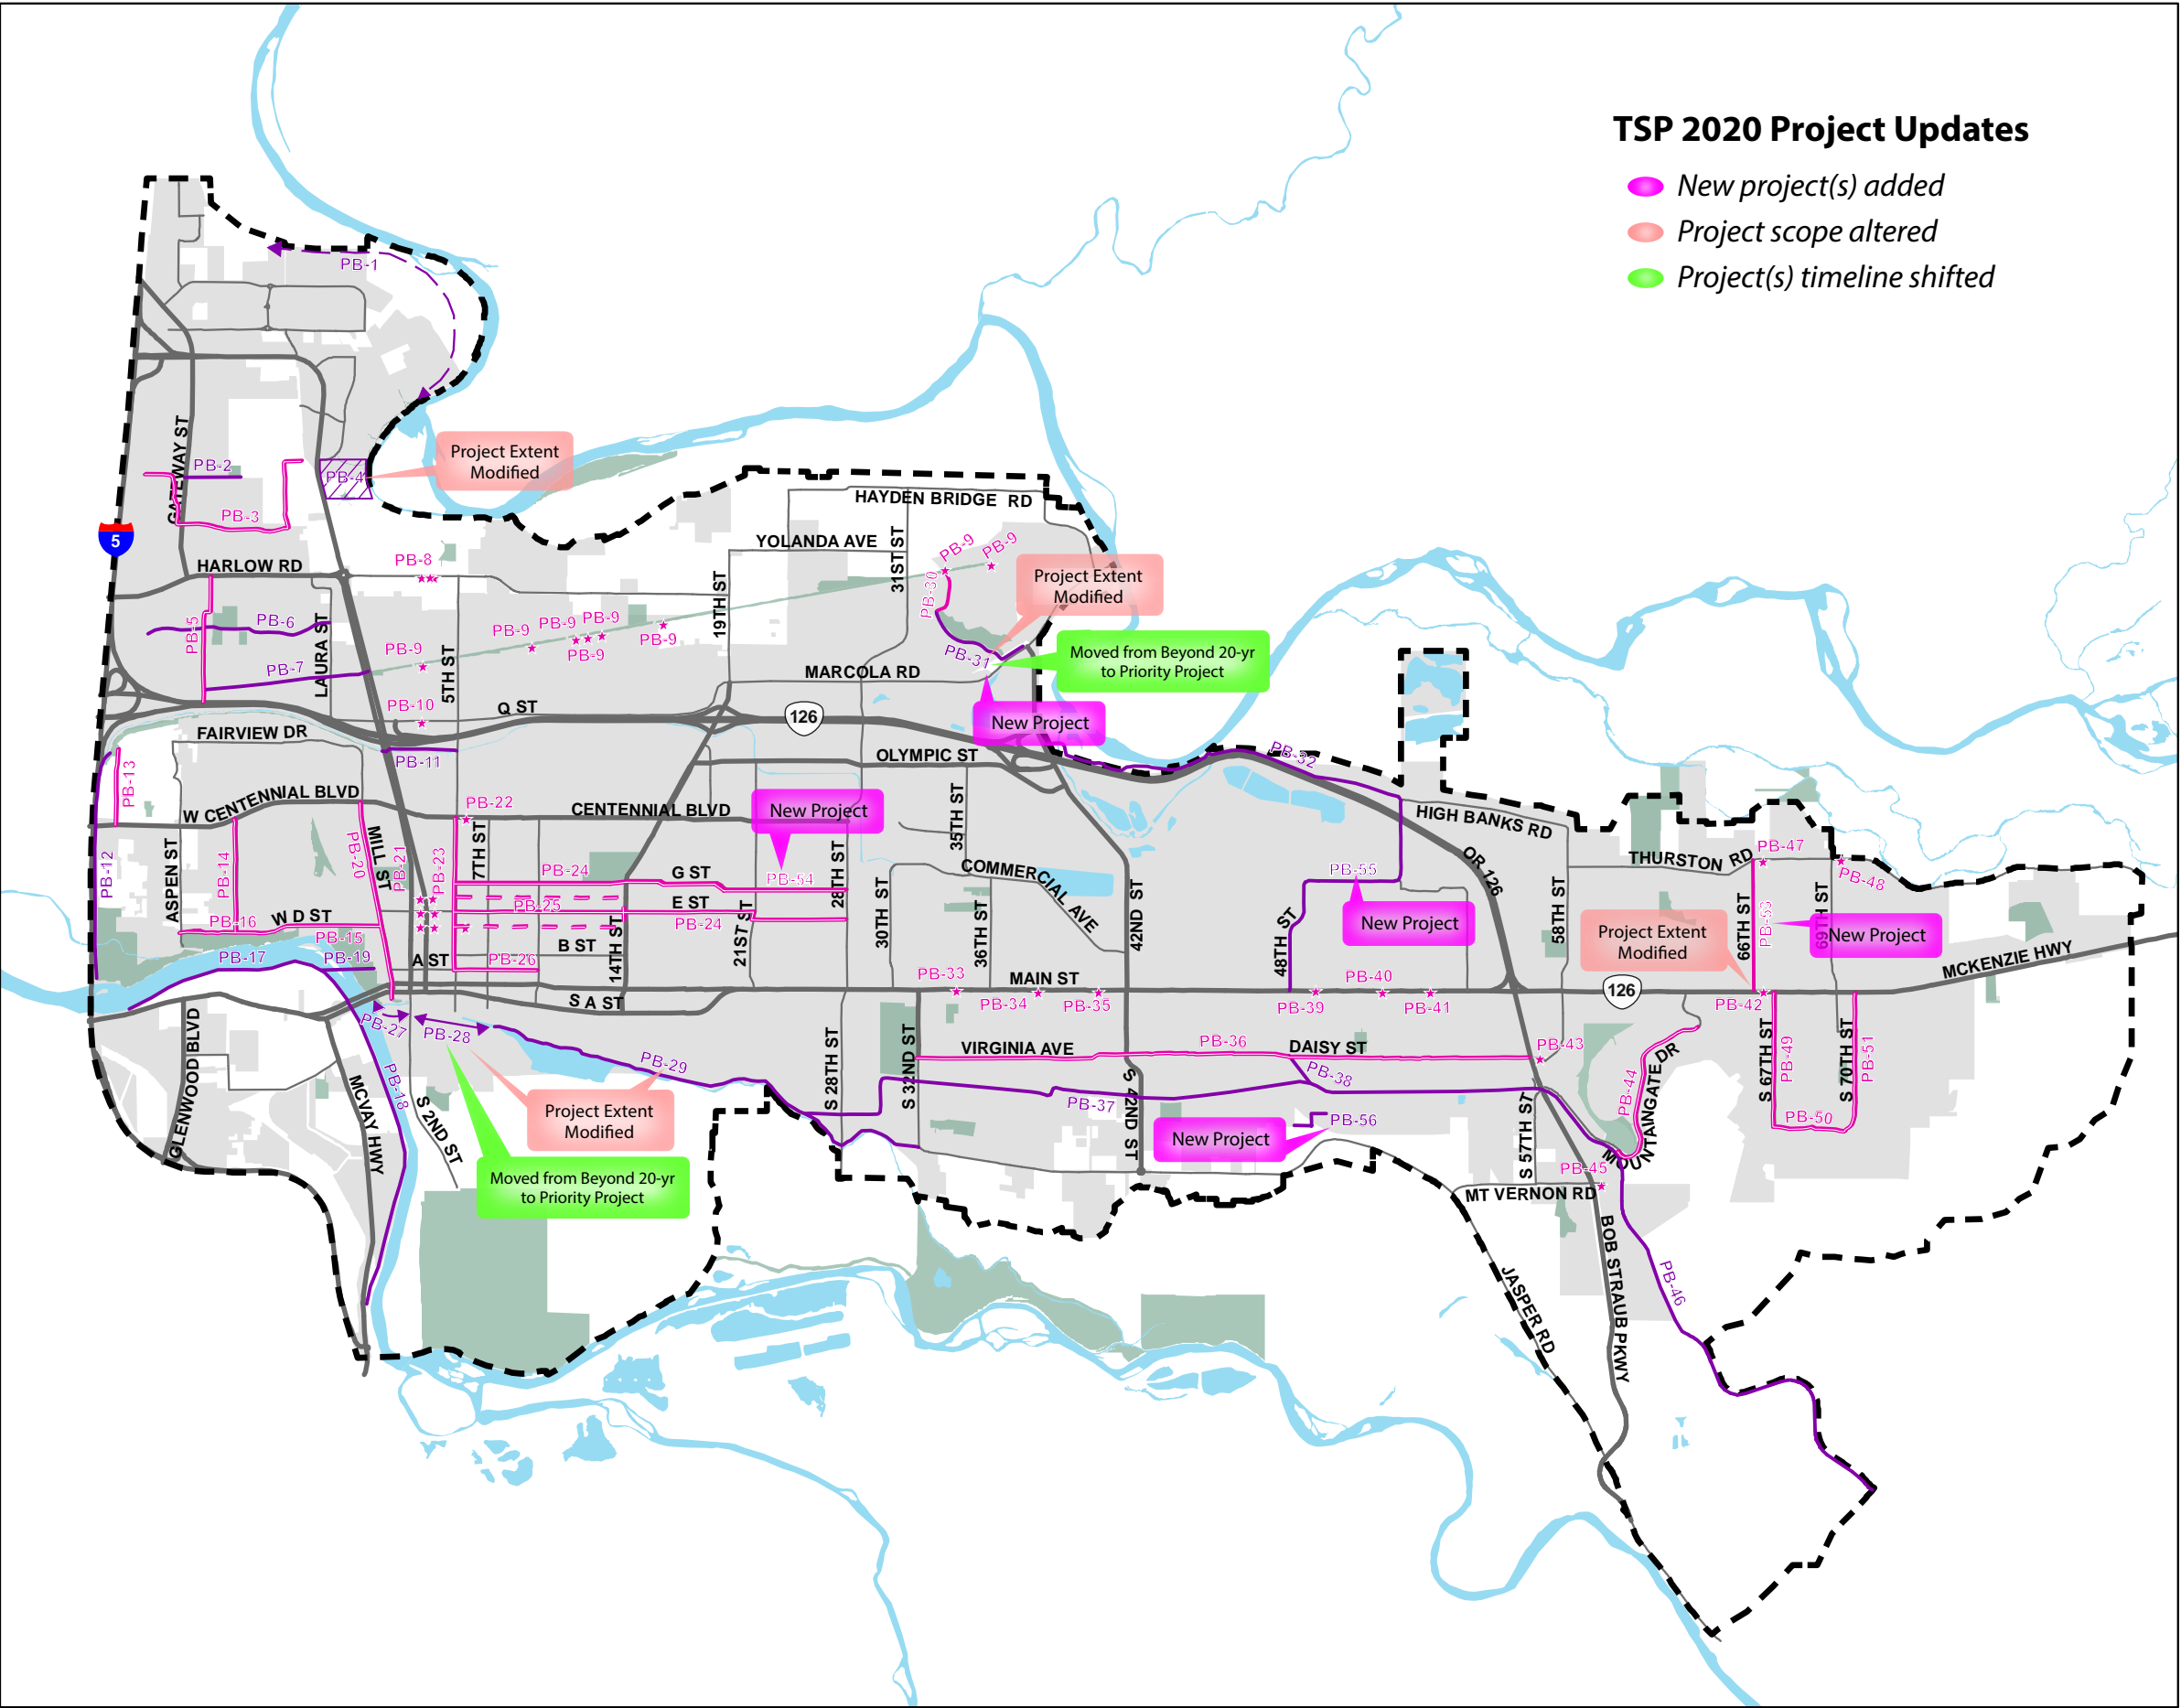 TSP 2020 Project Updates
New project(s) added
Project scope altered
Project(s) timeline shifted
PB-1
Project Extent
Modified
GATEWAY ST
PB-2
PB-4
PB-3
HAYDEN BRIDGE RD
5
YOLANDA AVE
31ST ST
PB-9
PB-9
HARLOW RD
PB-8
19TH ST
PB-30
Project Extent
Modified
PB-5
PB-6
LAURA ST
PB-9
PB-9
PB-9
PB-9
PB-9
PB-9
5TH ST
PB-7
PB-31
Moved from Beyond 20-yr
to Priority Project
MARCOLA RD
PB-10
Q ST
126
New Project
FAIRVIEW DR
PB-11
OLYMPIC ST
PB-32
PB-13
W CENTENNIAL BLVD
PB-22
CENTENNIAL BLVD
New Project
35TH ST
HIGH BANKS RD
OR 126
PB-12
ASPEN ST
PB-14
PB-20
MILL ST
PB-21
PB-23
7TH ST
PB-24
G ST
PB-54
28TH ST
COMMERCIAL AVE
PB-55
THURSTON RD
PB-47
PB-48
PB-16
W D ST
PB-15
PB-25
E ST
PB-24
21ST ST
30TH ST
36TH ST
42ND ST
48TH ST
New Project
58TH ST
Project Extent
Modified
66TH ST
PB-53
69TH ST
New Project
PB-17
PB-19
A ST
PB-26
B ST
14TH ST
MCKENZIE HWY
S A ST
PB-33
PB-34
MAIN ST
PB-35
PB-39
PB-40
PB-41
126
PB-42
PB-27
PB-28
PB-29
S 28TH ST
S 32ND ST
VIRGINIA AVE
PB-36
DAISY ST
PB-43
S 67TH ST
PB-49
S 70TH ST
PB-51
GLENWOOD BLVD
MCVAY HWY
PB-18
S 2ND ST
Project Extent
Modified
PB-37
S 42ND ST
PB-38
PB-56
New Project
S 57TH ST
PB-44
MOUNTAINGATE DR
PB-50
Moved from Beyond 20-yr
to Priority Project
PB-45
MT VERNON RD
BOB STRAUB PKWY
PB-46
JASPER RD